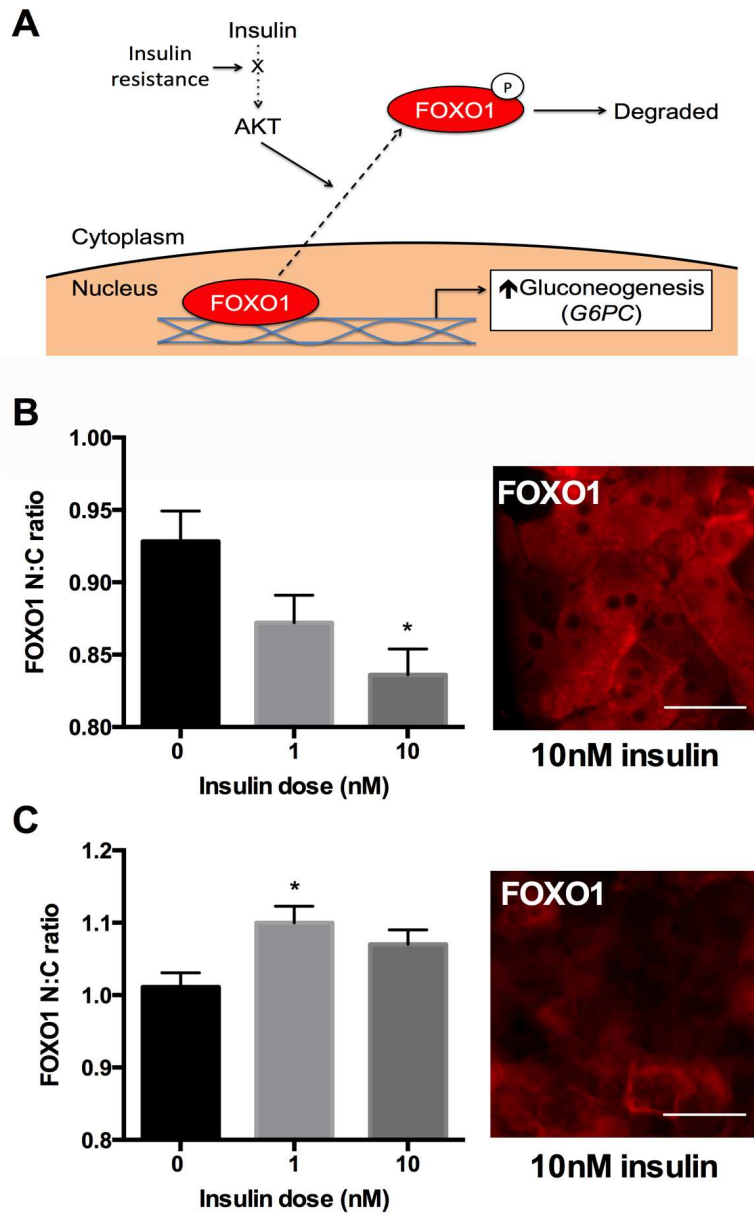 A
Insulin
Insulin
resistance
X
AKT
P
FOXO1
Degraded
Cytoplasm
Nucleus
FOXO1
🡅Gluconeogenesis
(G6PC)
B
FOXO1 N:C ratio
1.00
0.95
0.90
0.85
0.80
*
0
1
10
Insulin dose (nM)
FOXO1
10nM insulin
C
FOXO1 N:C ratio
1.2
1.1
1.0
0.9
0.8
*
0
1
10
Insulin dose (nM)
FOXO1
10nM insulin